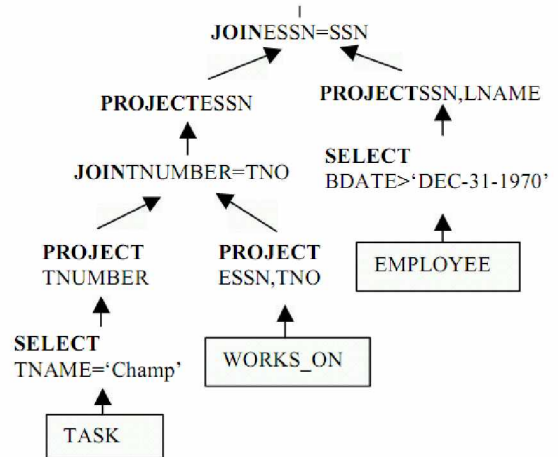 JOINESSN=SSN
PROJECTESSN
PROJECTSSN,LNAME
JOINTNUMBER=TNO
SELECT
BDATE>‘DEC-31-1970’
PROJECT
TNUMBER
PROJECT
ESSN,TNO
EMPLOYEE
SELECT
TNAME=‘Champ’
WORKS_ON
TASK